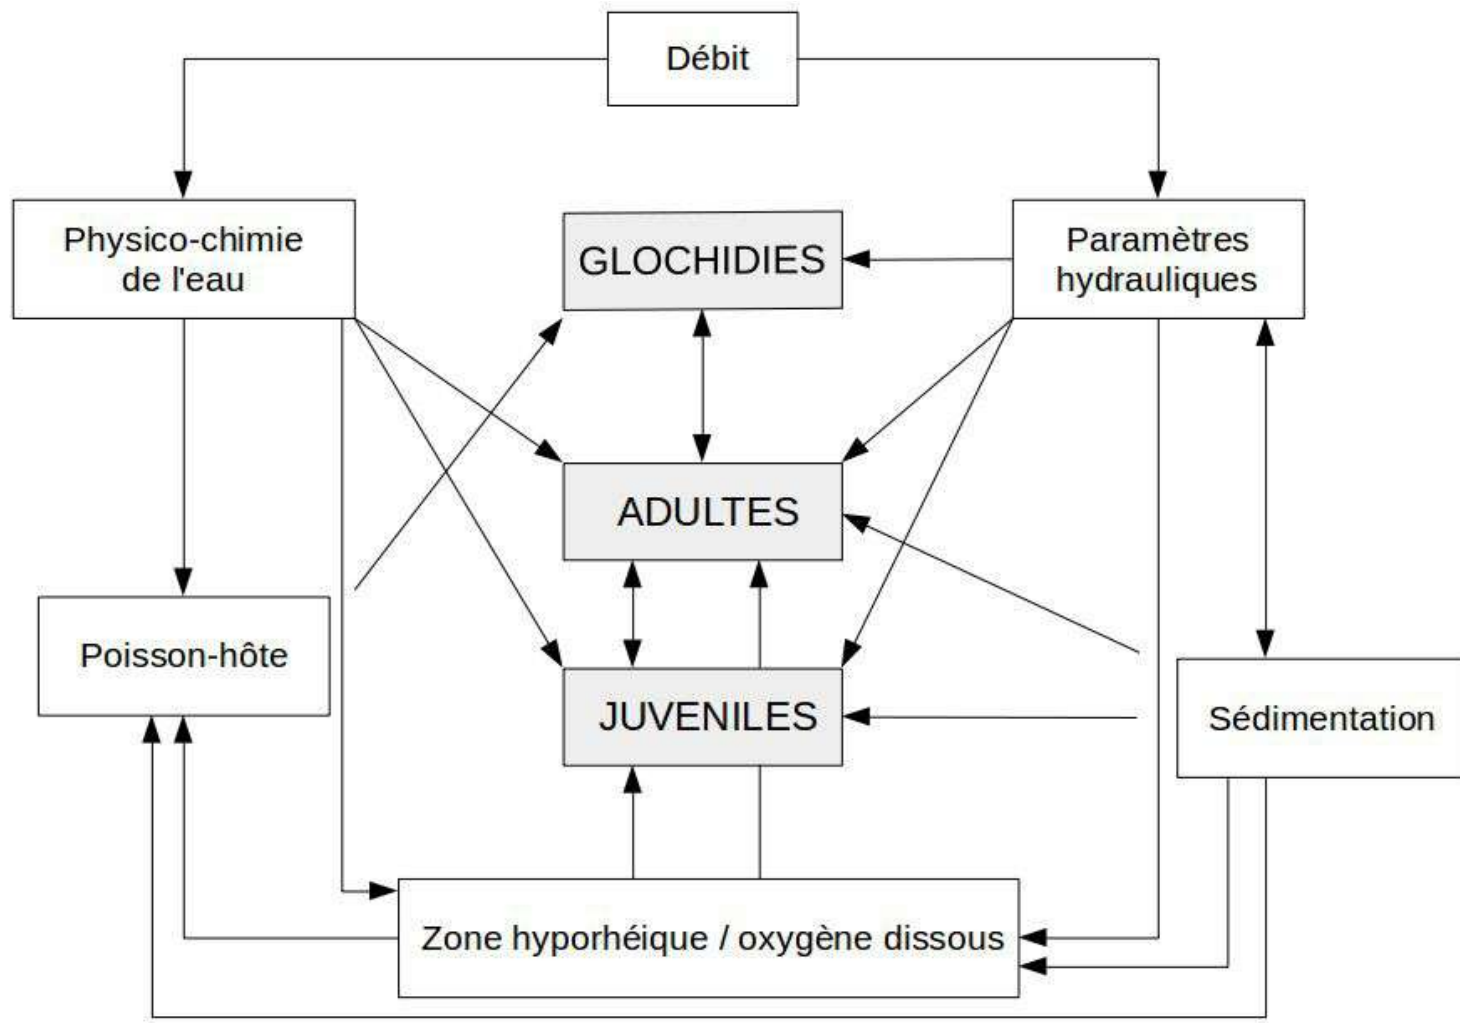 Débit
Physico-chimie
de l'eau
GLOCHIDIES
Paramètres
hydrauliques
ADULTES
Poisson-hôte
JUVENILES
Sédimentation
Zone hyporhéique / oxygène dissous